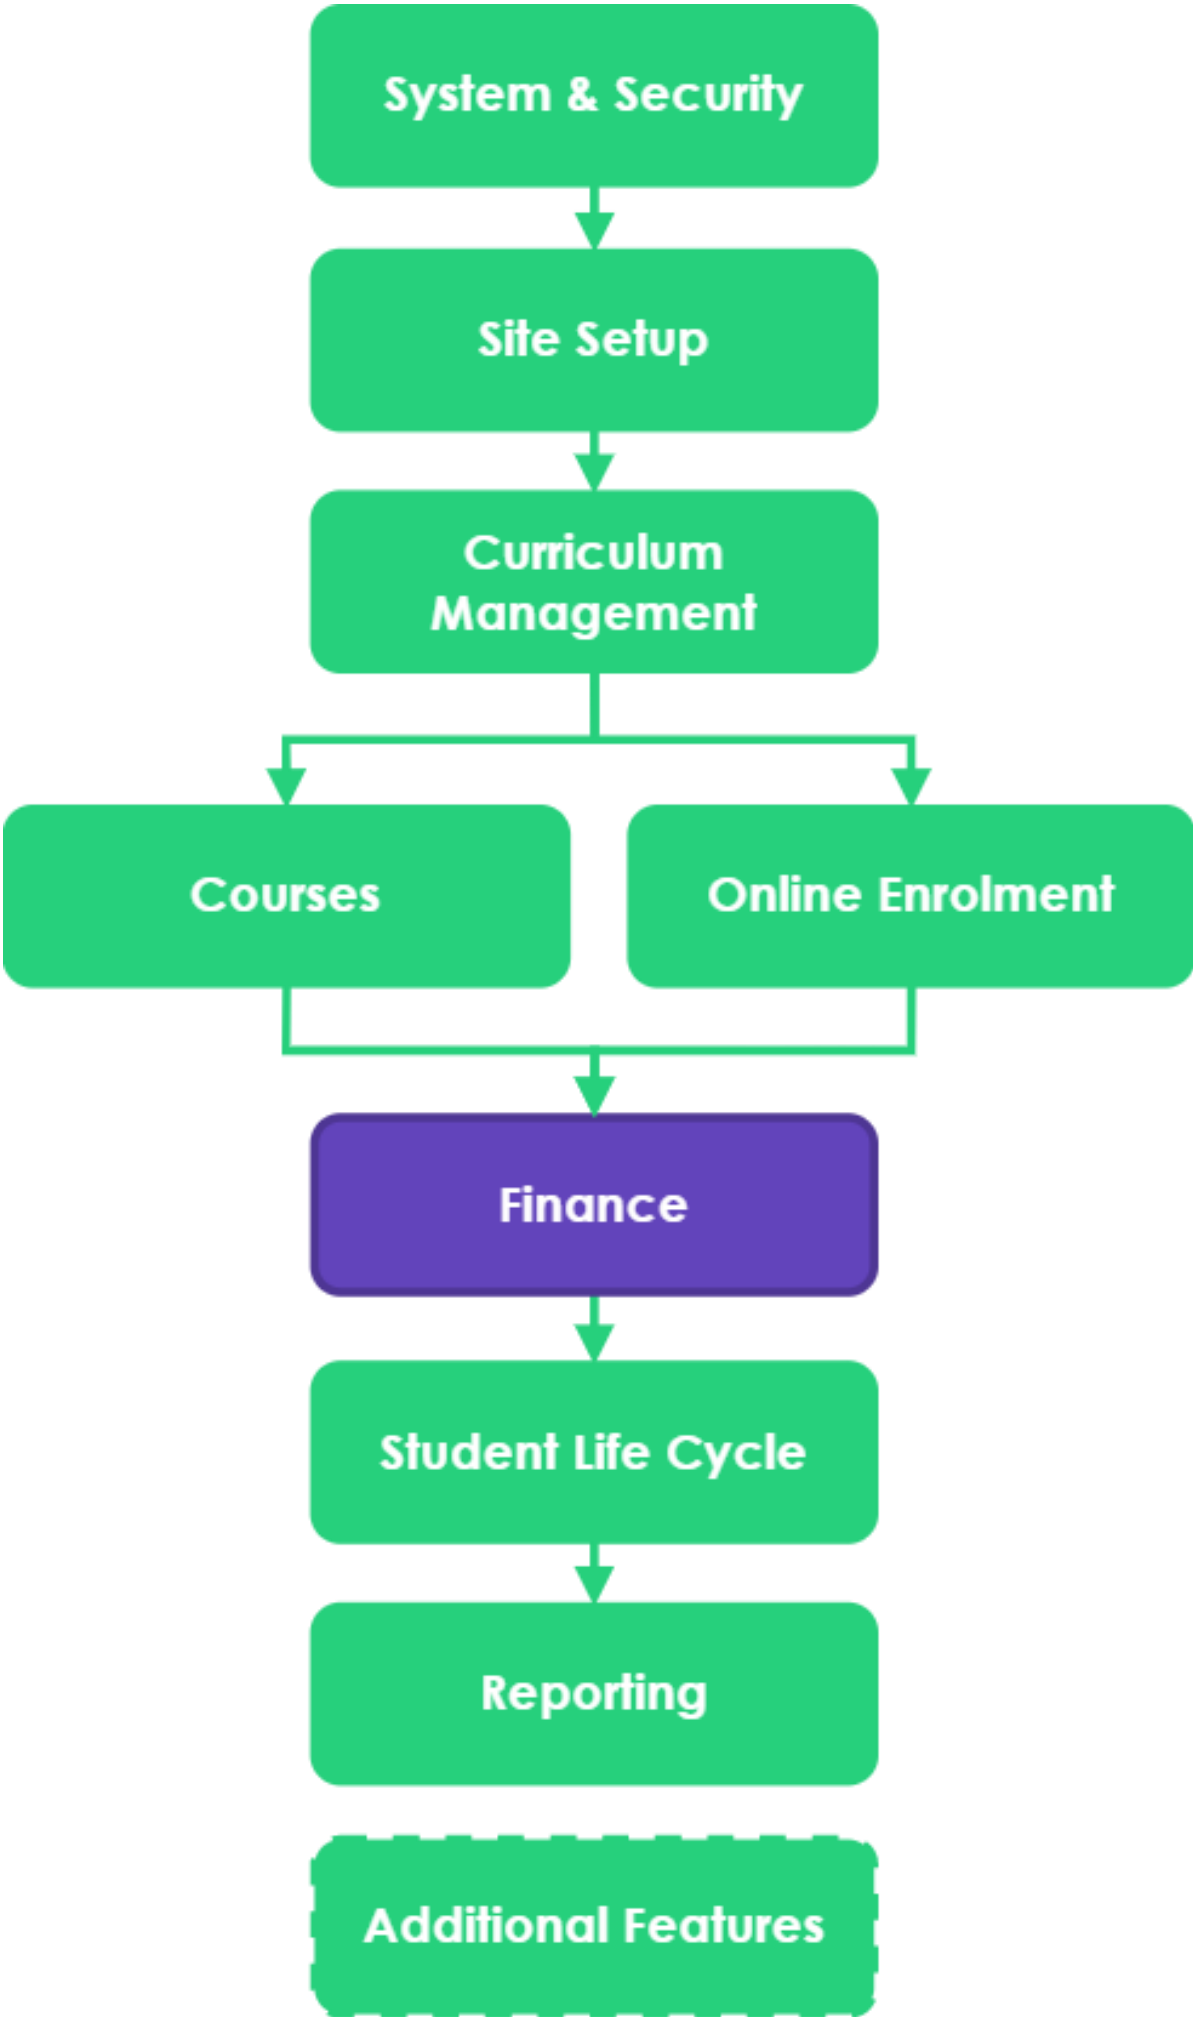 System & Security
Site Setup
Curriculum
Management
Courses
Online Enrolment
Finance
Student Life Cycle
Reporting
Additional Features